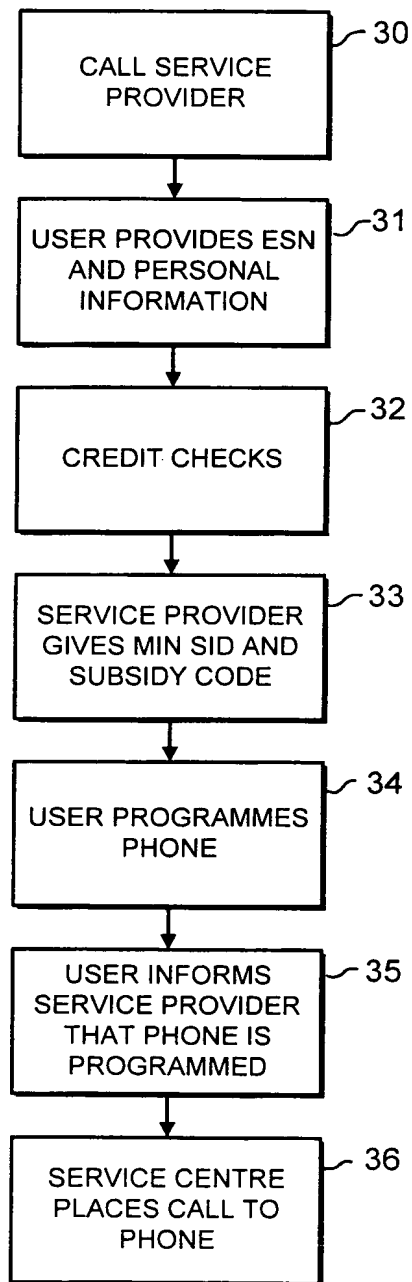 30
CALL SERVICE
PROVIDER
31
USER PROVIDES ESN
AND PERSONAL
INFORMATION
32
CREDIT CHECKS
33
SERVICE PROVIDER
GIVES MIN SID AND
SUBSIDY CODE
34
USER PROGRAMMES
PHONE
35
USER INFORMS
SERVICE PROVIDER
THAT PHONE IS
PROGRAMMED
36
SERVICE CENTRE
PLACES CALL TO
PHONE